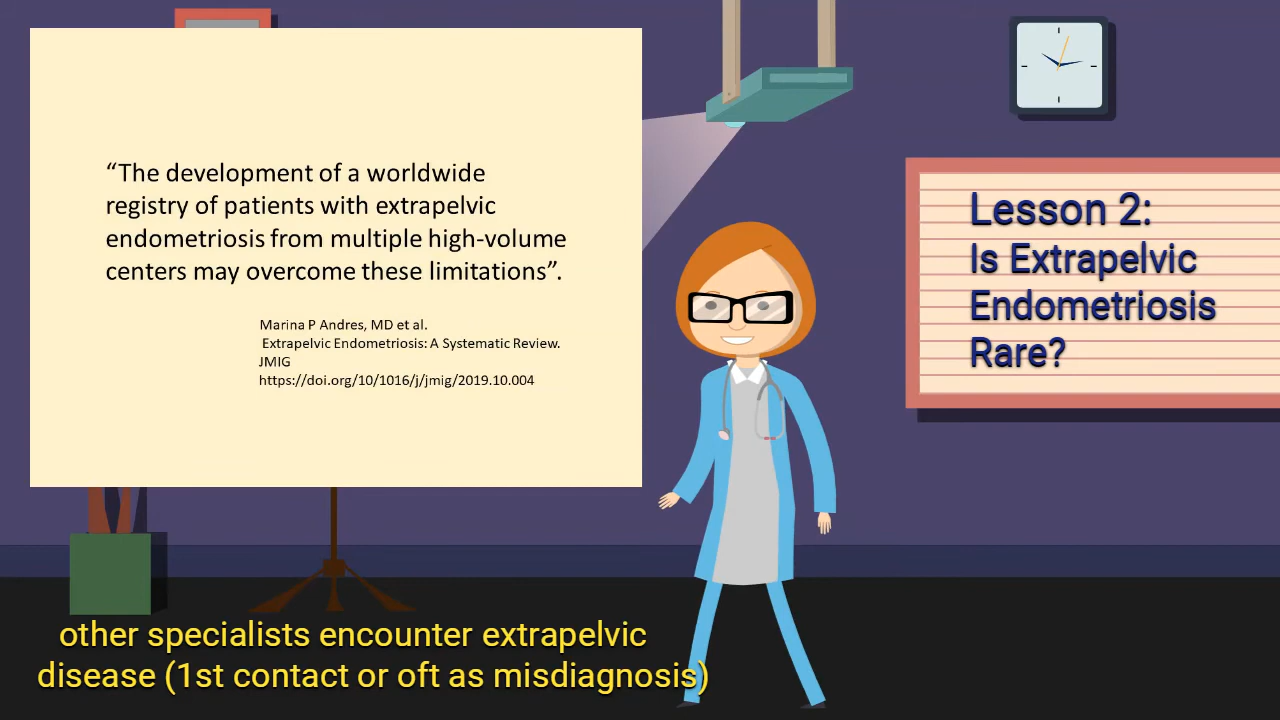 “The development of a worldwide
registry of patients with extrapelvic
endometriosis from multiple high-volume
centers may overcome these limitations”.
Marina P Andres, MD et al.
Extrapelvic Endometriosis: A Systematic Review.
JMIG
https://doi.org/10/1016/j/jmig/2019.10.004
Lesson 2:
Is Extrapelvic
Endometriosis
Rare?
other specialists encounter extrapelvic
disease (1st contact or oft as misdiagnosis)